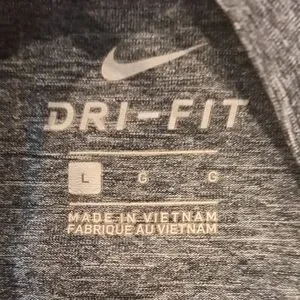 DRI-FIT
L G G
MADE IN VIETNAM
FABRIQUE AU VIETNAM